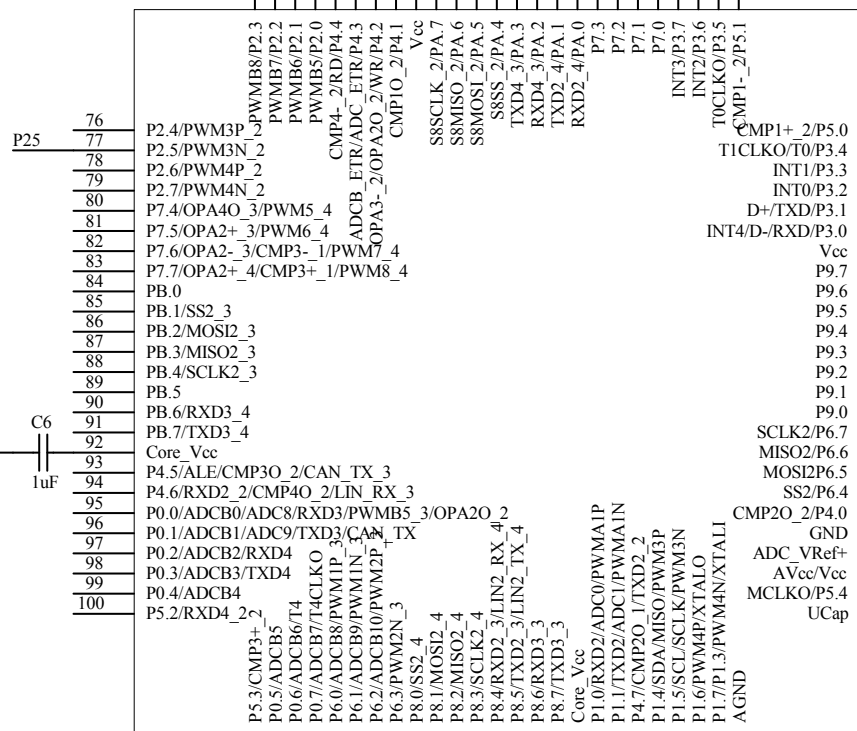 PWMB8/P2.3
PWMB7/P2.2
PWMB6/P2.1
PWMB5/P2.0
CMP4-_2/RD/P4.4
ADCB_ETR/ADC_ETR/P4.3
OPA3-_2/OPA2O_2/WR/P4.2
CMP1O_2/P4.1
Vcc
S8SCLK_2/PA.7
S8MISO_2/PA.6
S8MOSI_2/PA.5
S8SS_2/PA.4
TXD4_3/PA.3
RXD4_3/PA.2
TXD2_4/PA.1
RXD2_4/PA.0
P7.3
P7.2
P7.1
P7.0
INT3/P3.7
INT2/P3.6
T0CLKO/P3.5
CMP1-_2/P5.1
P25
76 P2.4/PWM3P_2
77 P2.5/PWM3N_2
78 P2.6/PWM4P_2
79 P2.7/PWM4N_2
80 P7.4/OPA4O_3/PWM5_4
81 P7.5/OPA2+_3/PWM6_4
82 P7.6/OPA2-_3/CMP3-_1/PWM7_4
83 P7.7/OPA2+_4/CMP3+_1/PWM8_4
84 PB.0
85 PB.1/SS2_3
86 PB.2/MOSI2_3
87 PB.3/MISO2_3
88 PB.4/SCLK2_3
89 PB.5
90 PB.6/RXD3_4
91 PB.7/TXD3_4
92 Core_Vcc
93 P4.5/ALE/CMP3O_2/CAN_TX_3
94 P4.6/RXD2_2/CMP4O_2/LIN_RX_3
95 P0.0/ADCB0/ADC8/RXD3/PWMB5_3/OPA2O_2
96 P0.1/ADCB1/ADC9/TXD3/CAN_TX
97 P0.2/ADCB2/RXD4
98 P0.3/ADCB3/TXD4
99 P0.4/ADCB4
100 P5.2/RXD4_2
C6
1uF
CMP1+_2/P5.0
T1CLKO/T0/P3.4
INT1/P3.3
INT0/P3.2
D+/TXD/P3.1
INT4/D-/RXD/P3.0
Vcc
P9.7
P9.6
P9.5
P9.4
P9.3
P9.2
P9.1
P9.0
SCLK2/P6.7
MISO2/P6.6
MOSI2P6.5
SS2/P6.4
CMP2O_2/P4.0
GND
ADC_VRef+
AVcc/Vcc
MCLKO/P5.4
UCap
P5.3/CMP3+_2
P0.5/ADCB5
P0.6/ADCB6/T4
P0.7/ADCB7/T4CLKO
P6.0/ADCB8/PWM1P_3
P6.1/ADCB9/PWM1N_3
P6.2/ADCB10/PWM2P_3
P6.3/PWM2N_3
P8.0/SS2_4
P8.1/MOSI2_4
P8.2/MISO2_4
P8.3/SCLK2_4
P8.4/RXD2_3/LIN2_RX_4
P8.5/TXD2_3/LIN2_TX_4
P8.6/RXD3_3
P8.7/TXD3_3
Core_Vcc
P1.0/RXD2/ADC0/PWMA1P
P1.1/TXD2/ADC1/PWMA1N
P4.7/CMP2O_1/TXD2_2
P1.4/SDA/MISO/PWM3P
P1.5/SCL/SCLK/PWM3N
P1.6/PWM4P/XTALO
P1.7/P1.3/PWM4N/XTALI
AGND